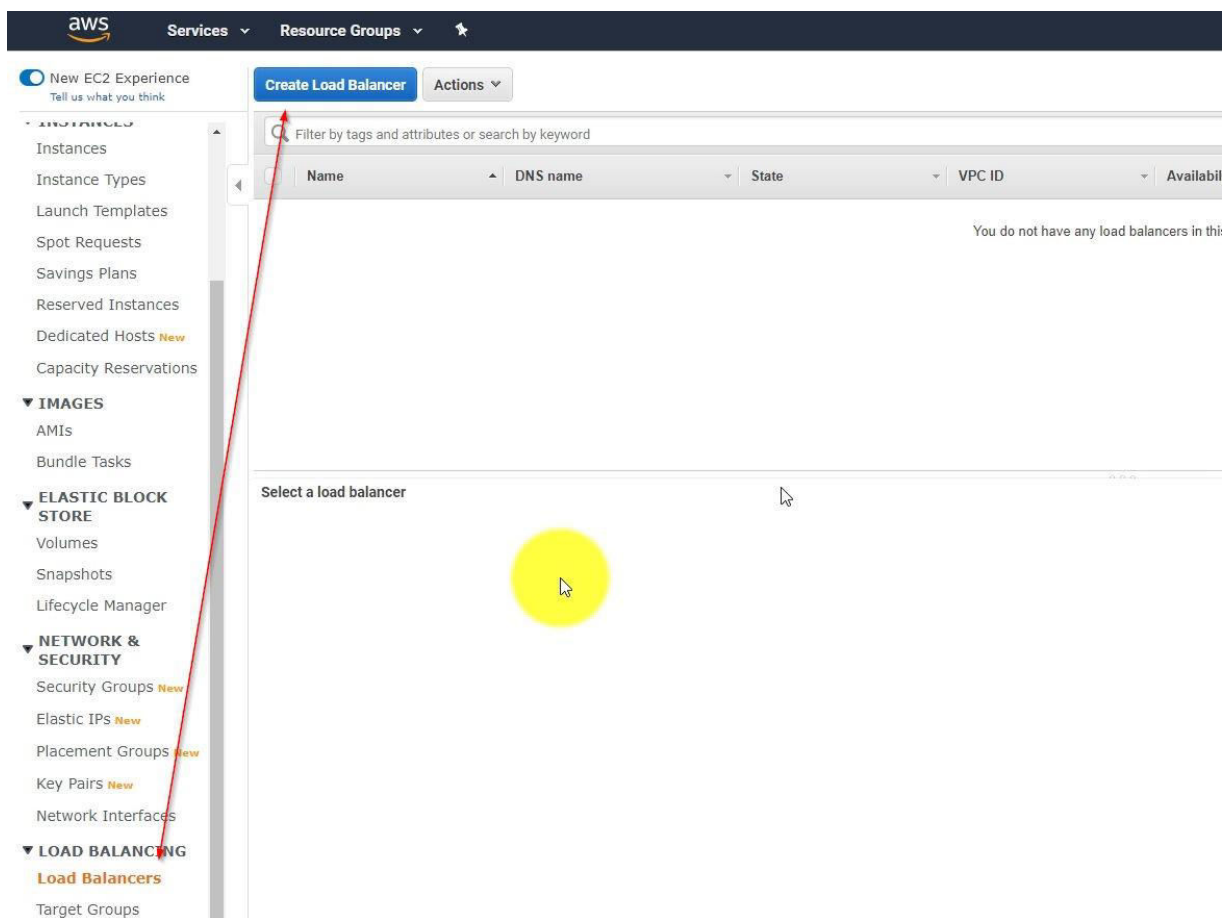 aws Services Resource Groups
New EC2 Experience
Tell us what you think
INSTANCES
Instances
Instance Types
Launch Templates
Spot Requests
Savings Plans
Reserved Instances
Dedicated Hosts New
Capacity Reservations
IMAGES
AMIs
Bundle Tasks
ELASTIC BLOCK
STORE
Volumes
Snapshots
Lifecycle Manager
NETWORK &
SECURITY
Security Groups New
Elastic IPs New
Placement Groups New
Key Pairs New
Network Interfaces
LOAD BALANCING
Load Balancers
Target Groups
Create Load Balancer Actions
Filter by tags and attributes or search by keyword
Name DNS name State VPC ID Availabil
You do not have any load balancers in this
Select a load balancer